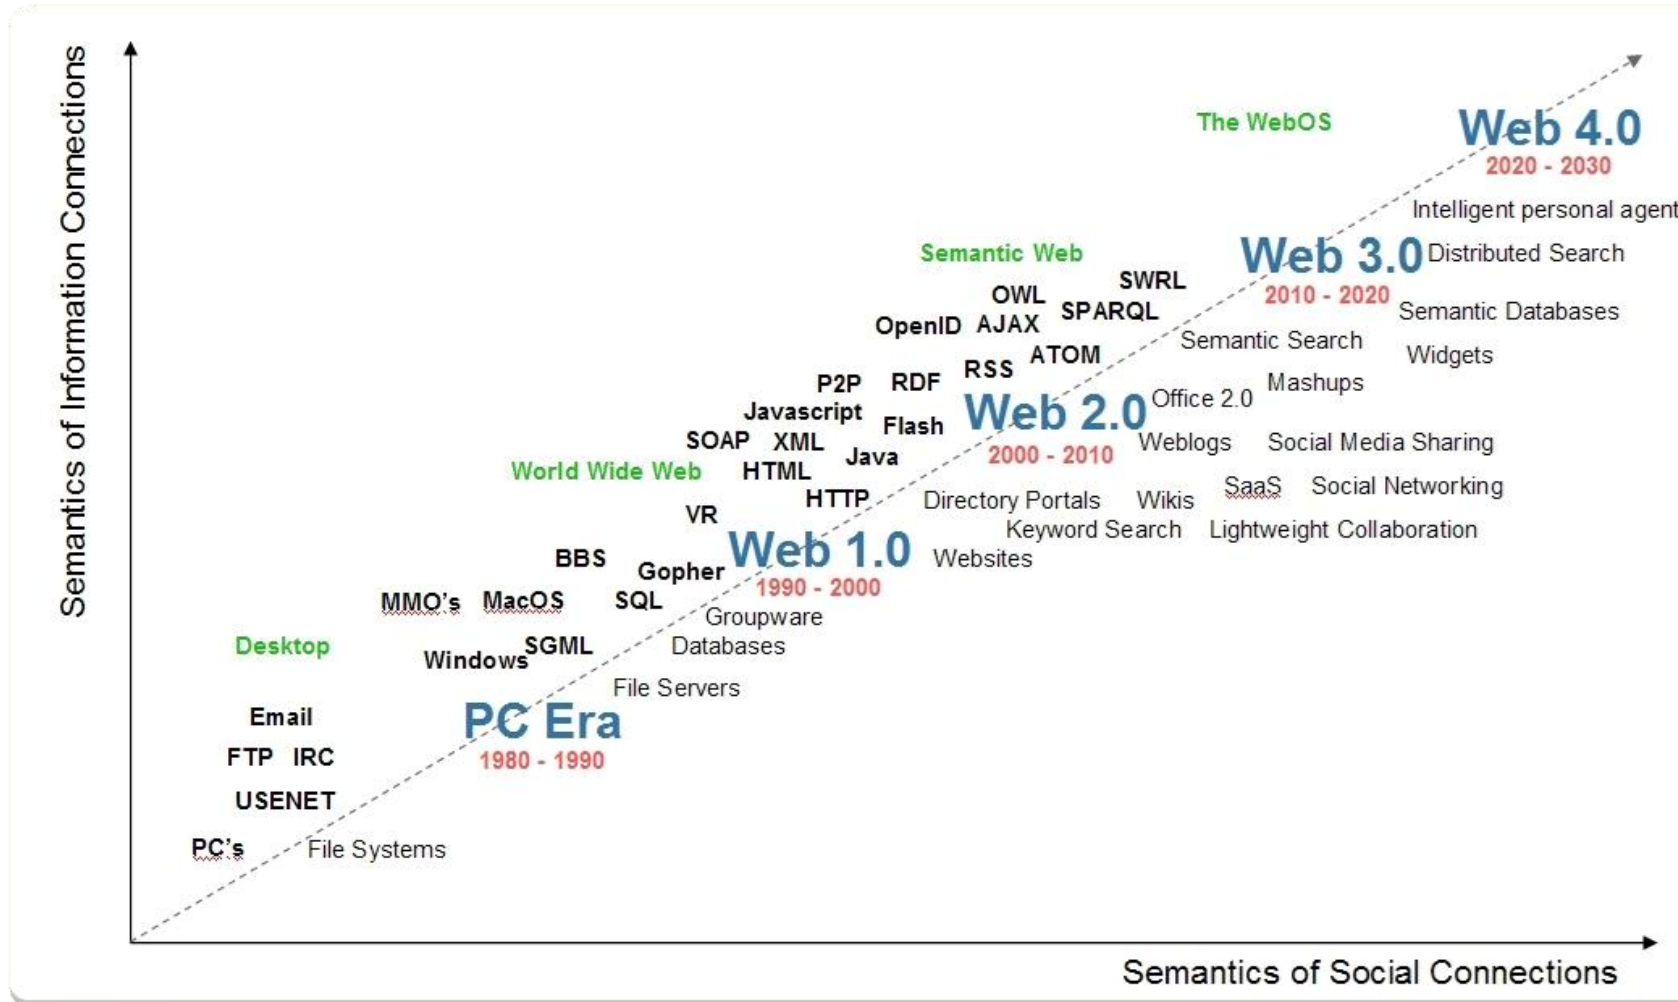 Semantics of Information Connections
The WebOS
Web 4.0
2020 - 2030
Intelligent personal agent
Semantic Web
Web 3.0
Distributed Search
2010 - 2020
SWRL
OWL
SPARQL
Semantic Databases
OpenID
AJAX
Semantic Search
Widgets
ATOM
RSS
P2P
RDF
Mashups
Office 2.0
Javascript
Web 2.0
Flash
SOAP
XML
Weblogs
Social Media Sharing
2000 - 2010
Java
World Wide Web
HTML
SaaS
Social Networking
HTTP
Directory Portals
Wikis
VR
Keyword Search
Lightweight Collaboration
Web 1.0
Websites
BBS
Gopher
1990 - 2000
MMO's
MacOS
SQL
Groupware
Desktop
SGML
Databases
Windows
File Servers
Email
PC Era
FTP IRC
1980 - 1990
USENET
PC's
File Systems
Semantics of Social Connections